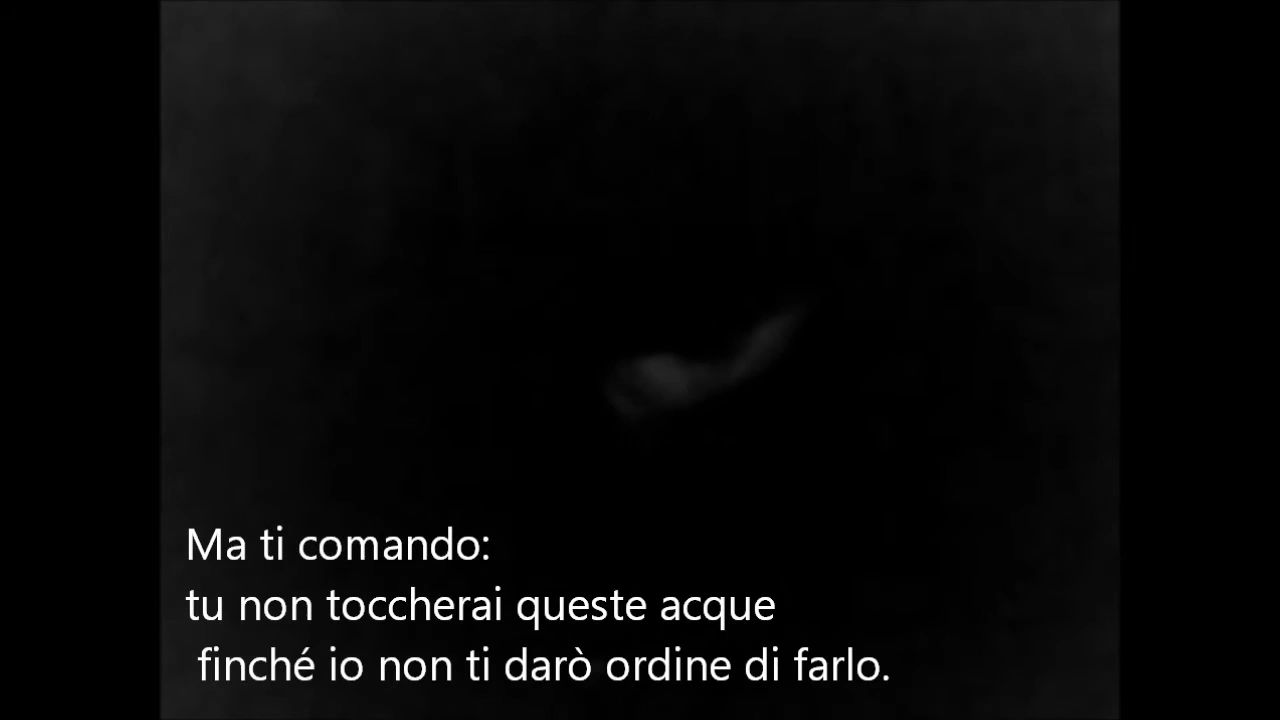 Ma ti comando:
tu non toccherai queste acque
finché io non ti darò ordine di farlo.